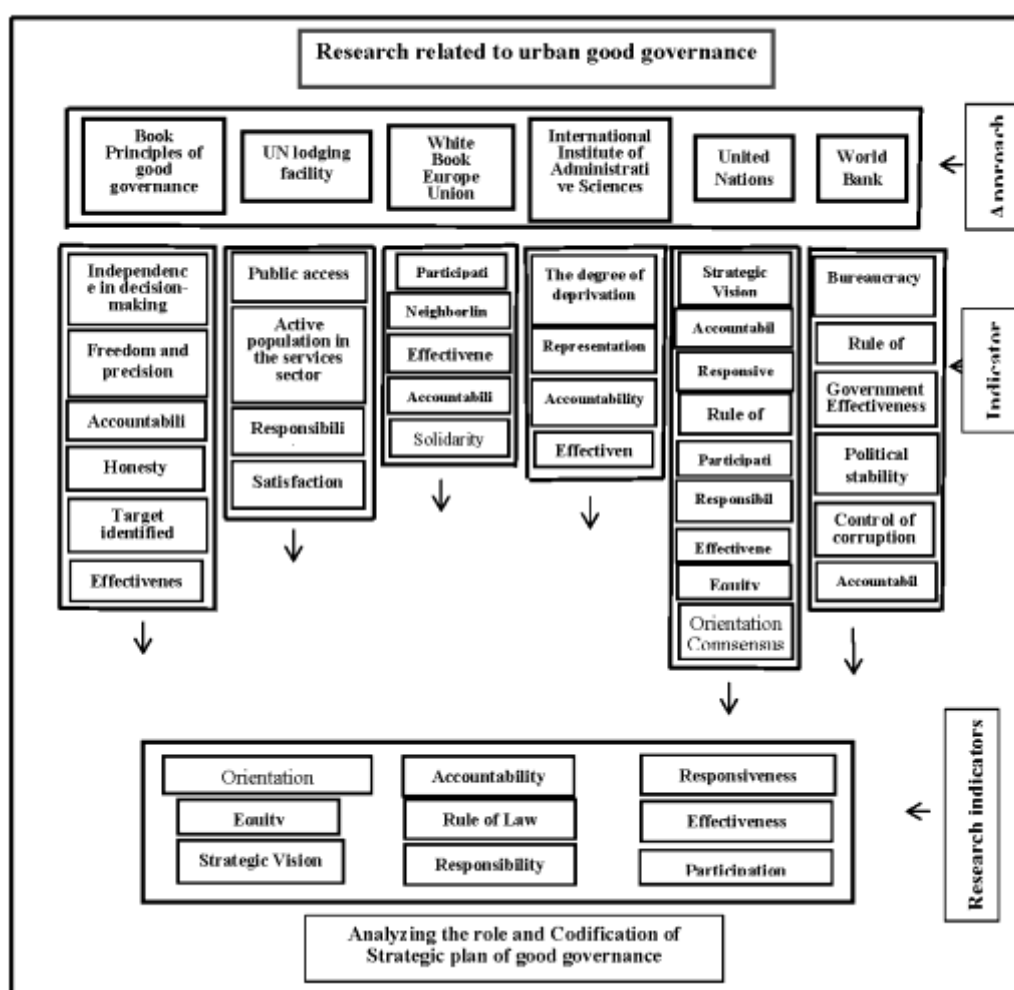 Research related to urban good governance
Book
Principles of
good
governance
UN lodging
facility
White
Book
Europe
Union
International
Institute of
Administrati
ve Sciences
United
Nations
World
Bank
Approach
Independenc
e in decision-
making
Freedom and
precision
Accountabili
Honesty
Target
identified
Effectivenes
Public access
Active
population in
the services
sector
Responsibili
Satisfaction
Participati
Neighborlin
Effectivene
Accountabili
Solidarity
The degree of
deprivation
Representation
Accountability
Effectiven
Strategic
Vision
Accountabil
Responsive
Rule of
Participati
Responsibil
Effectivene
Equity
Orientation
Connsensus
Bureaucracy
Rule of
Government
Effectiveness
Political
stability
Control of
corruption
Accountabil
Indicator
Orientation
Equity
Strategic Vision
Accountability
Rule of Law
Responsibility
Responsiveness
Effectiveness
Participation
Research indicators
Analyzing the role and Codification of
Strategic plan of good governance